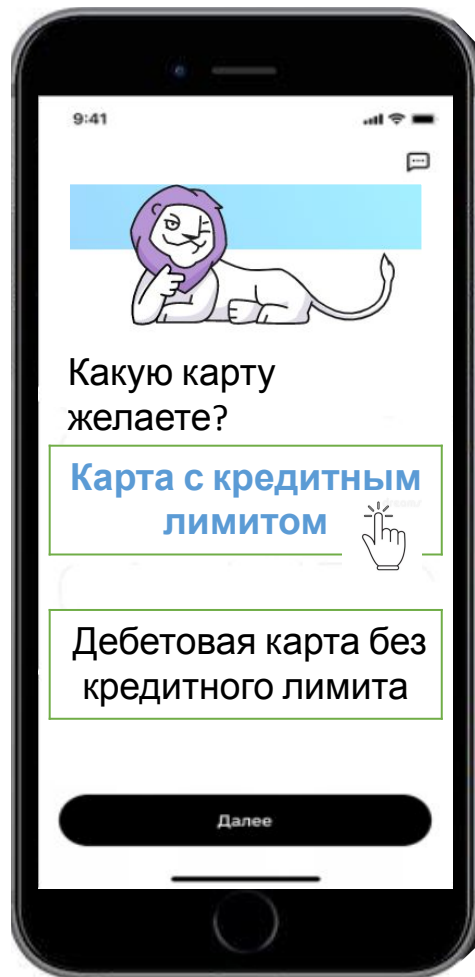 9:41
Какую карту
желаете?
Карта с кредитным
лимитом
Дебетовая карта без
кредитного лимита
Далее